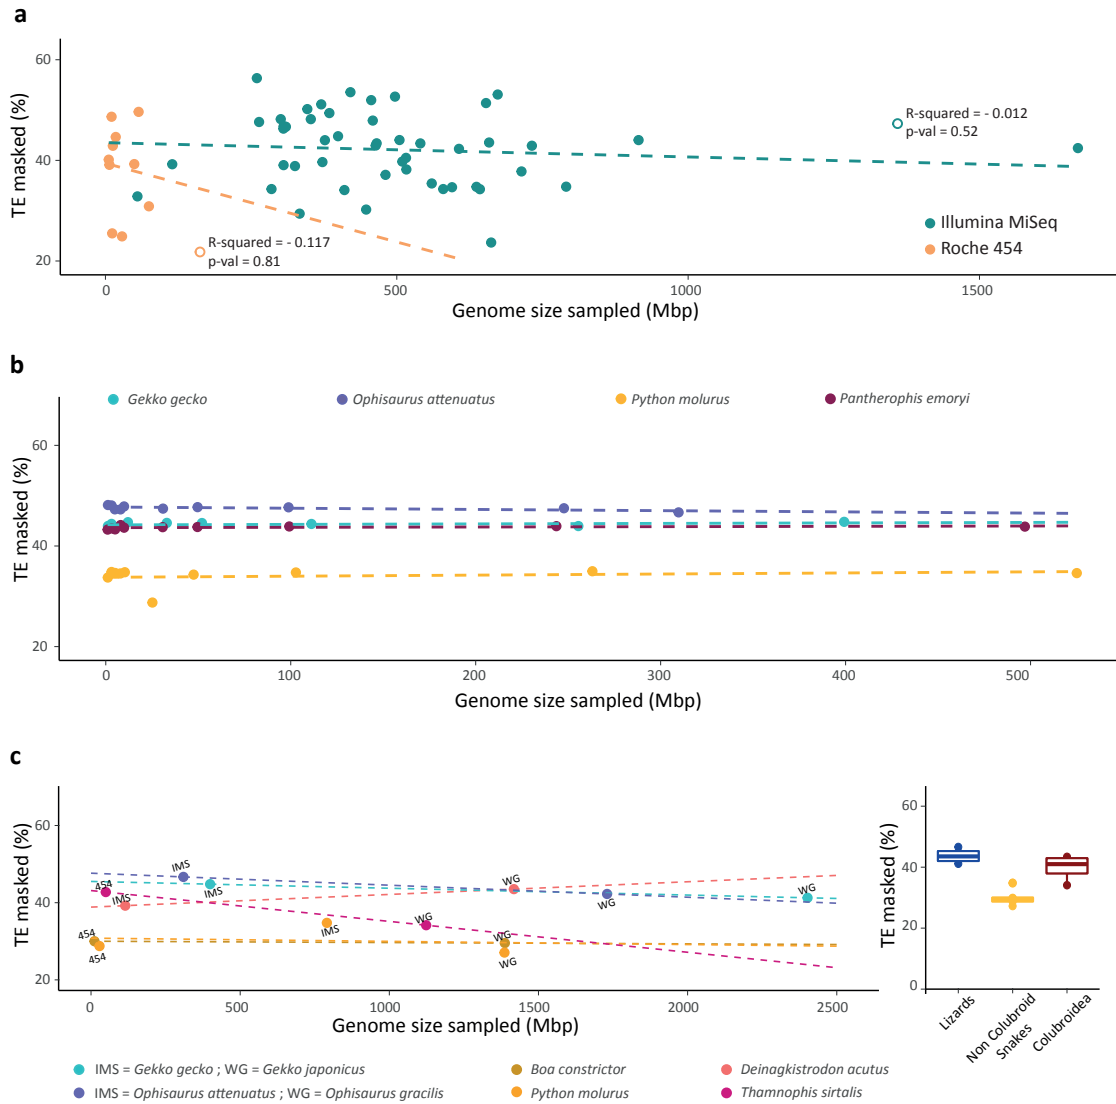 a
60
40
20
TE masked (%)
R-squared = - 0.012
p-val = 0.52
R-squared = - 0.117
p-val = 0.81
Illumina MiSeq
Roche 454
0
500
1000
1500
Genome size sampled (Mbp)
b
Gekko gecko
Ophisaurus attenuatus
Python molurus
Pantherophis emoryi
60
40
20
TE masked (%)
0
100
200
300
400
500
Genome size sampled (Mbp)
c
60
40
20
TE masked (%)
454
IMS
IMS
IMS
WG
WG
WG
454
454
IMS
WG
WG
WG
0
500
1000
1500
2000
2500
Genome size sampled (Mbp)
60
40
20
0
TE masked (%)
Lizards
Non Colubroid
Snakes
Colubroidea
IMS = Gekko gecko ; WG = Gekko japonicus
Boa constrictor
Deinagkistrodon acutus
IMS = Ophisaurus attenuatus ; WG = Ophisaurus gracilis
Python molurus
Thamnophis sirtalis